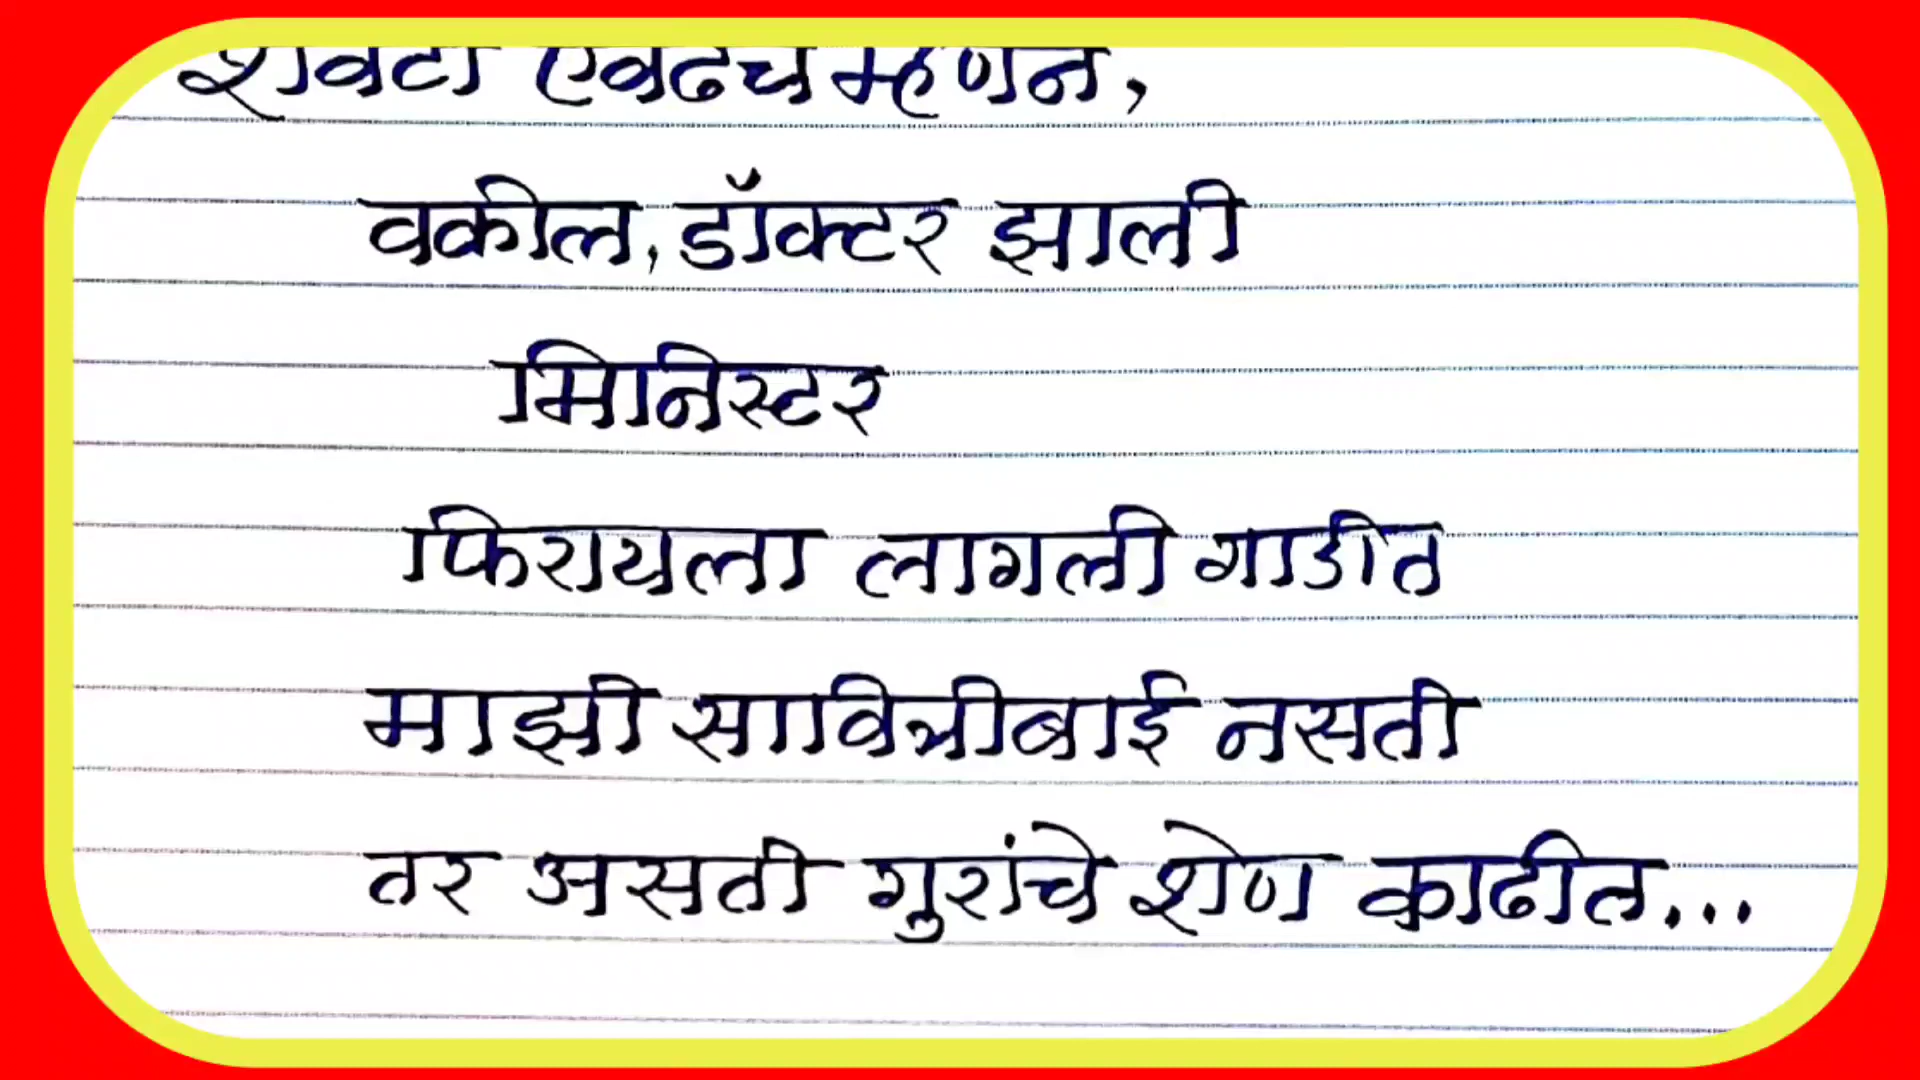 शेवटी एवढेच म्हणेन,
वकील, डॉक्टर झाली
मिनिस्टर
फिरायला लागली गाडीत
माझी सावित्रीबाई नसती
तर असती गुरांचे शेण काढीत...